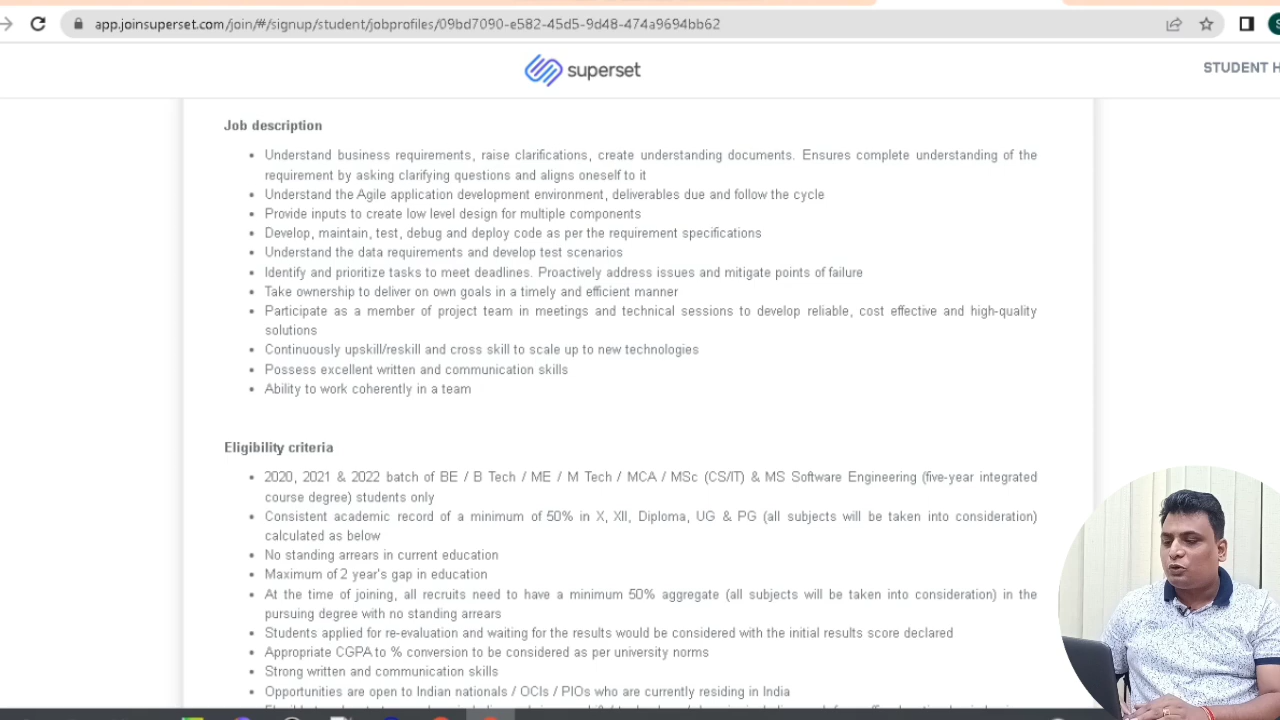 app.joinsuperset.com/join/#/signup/student/jobprofiles/09bd7090-e582-45d5-9d48-474a9694bb62
superset
STUDENT H
Job description
• Understand business requirements, raise clarifications, create understanding documents. Ensures complete understanding of the
requirement by asking clarifying questions and aligns oneself to it
• Understand the Agile application development environment, deliverables due and follow the cycle
• Provide inputs to create low level design for multiple components
• Develop, maintain, test, debug and deploy code as per the requirement specifications
• Understand the data requirements and develop test scenarios
• Identify and prioritize tasks to meet deadlines. Proactively address issues and mitigate points of failure
• Take ownership to deliver on own goals in a timely and efficient manner
• Participate as a member of project team in meetings and technical sessions to develop reliable, cost effective and high-quality
solutions
• Continuously upskill/reskill and cross skill to scale up to new technologies
• Possess excellent written and communication skills
• Ability to work coherently in a team
Eligibility criteria
• 2020, 2021 & 2022 batch of BE / B Tech / ME / M Tech / MCA / MSc (CS/IT) & MS Software Engineering (five-year integrated
course degree) students only
• Consistent academic record of a minimum of 50% in X, XII, Diploma, UG & PG (all subjects will be taken into consideration)
calculated as below
• No standing arrears in current education
• Maximum of 2 year's gap in education
• At the time of joining, all recruits need to have a minimum 50% aggregate (all subjects will be taken into consideration) in the
pursuing degree with no standing arrears
• Students applied for re-evaluation and waiting for the results would be considered with the initial results score declared
• Appropriate CGPA to % conversion to be considered as per university norms
• Strong written and communication skills
• Opportunities are open to Indian nationals / OCIs / PIOs who are currently residing in India